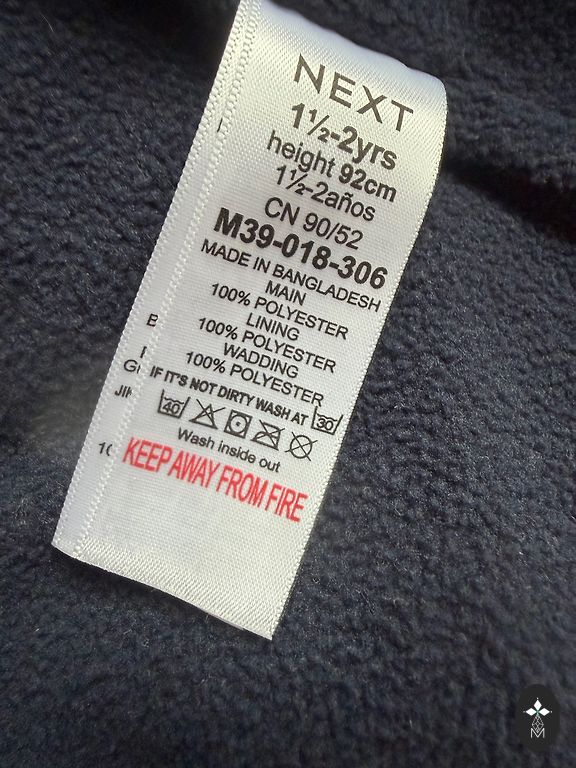 NEXT
1½-2yrs
height 92cm
1½-2años
CN 90/52
M39-018-306
MADE IN BANGLADESH
MAIN
100% POLYESTER
LINING
100% POLYESTER
WADDING
100% POLYESTER
IF IT'S NOT DIRTY WASH AT 30
40
Wash inside out
KEEP AWAY FROM FIRE
M